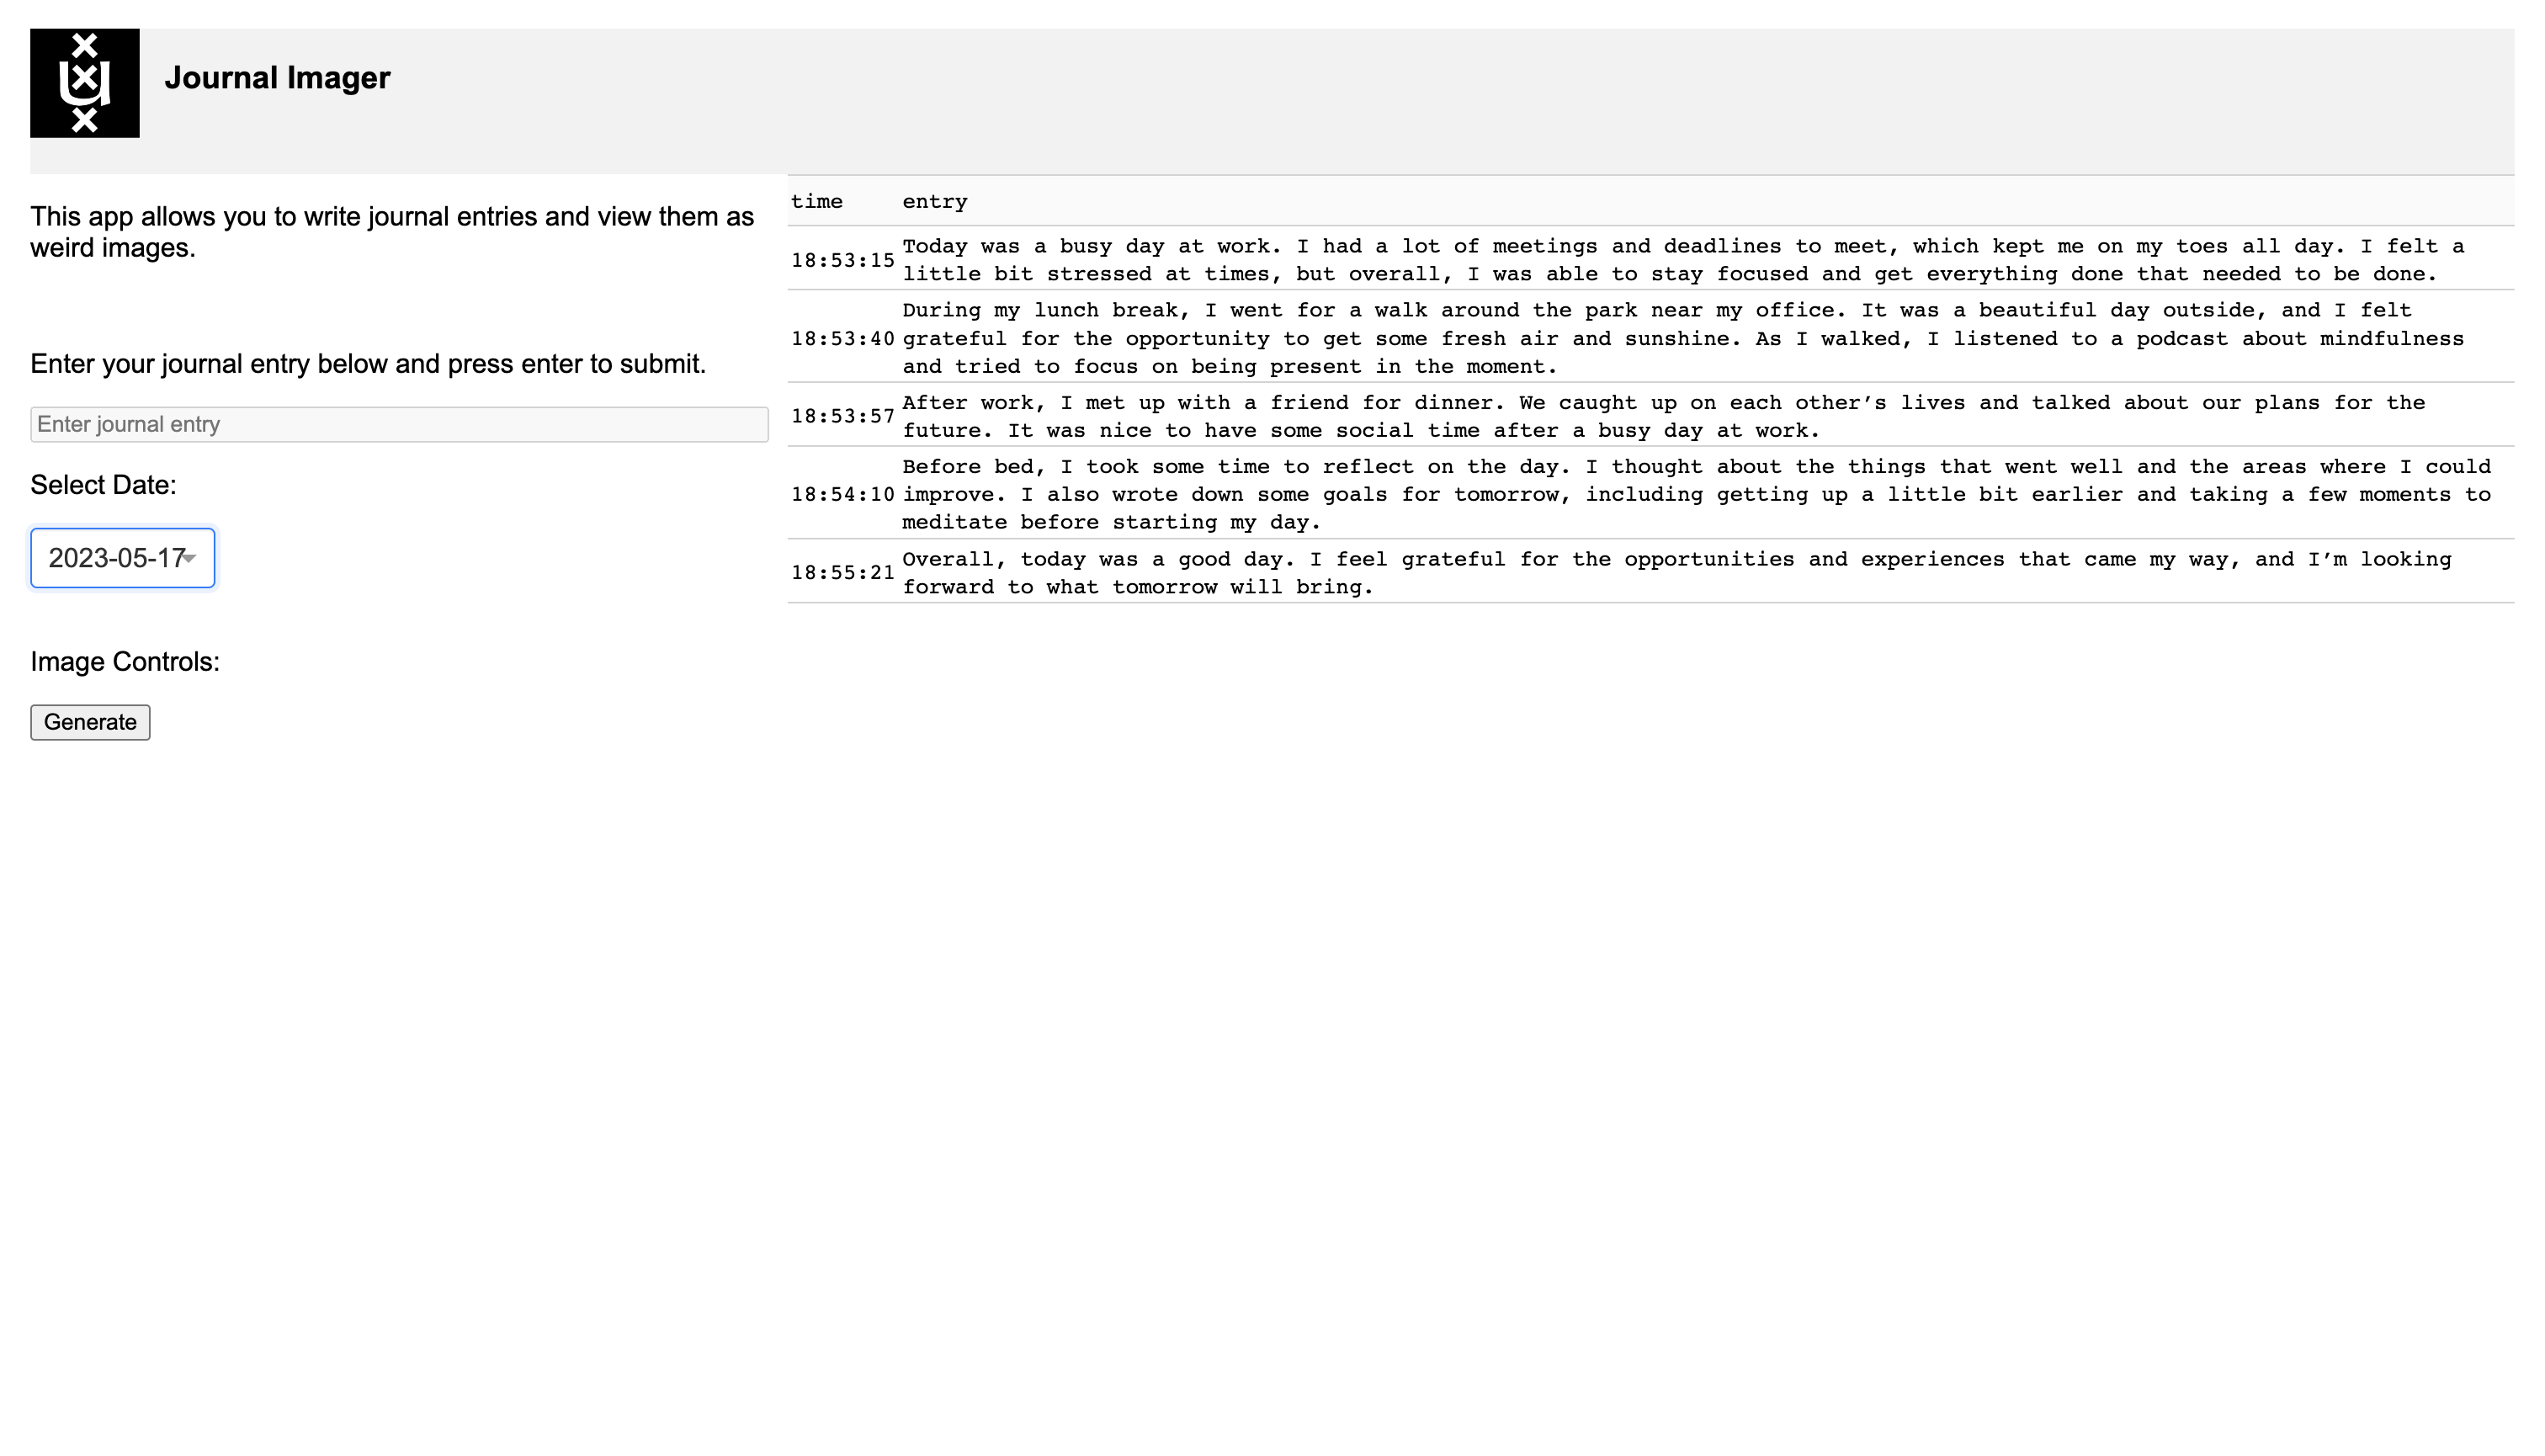 Journal Imager
This app allows you to write journal entries and view them as
weird images.
Enter your journal entry below and press enter to submit.
Enter journal entry
Select Date:
2023-05-17
Image Controls:
Generate
time entry
18:53:15 Today was a busy day at work. I had a lot of meetings and deadlines to meet, which kept me on my toes all day. I felt a
little bit stressed at times, but overall, I was able to stay focused and get everything done that needed to be done.
During my lunch break, I went for a walk around the park near my office. It was a beautiful day outside, and I felt
18:53:40 grateful for the opportunity to get some fresh air and sunshine. As I walked, I listened to a podcast about mindfulness
and tried to focus on being present in the moment.
18:53:57 After work, I met up with a friend for dinner. We caught up on each other’s lives and talked about our plans for the
future. It was nice to have some social time after a busy day at work.
Before bed, I took some time to reflect on the day. I thought about the things that went well and the areas where I could
18:54:10 improve. I also wrote down some goals for tomorrow, including getting up a little bit earlier and taking a few moments to
meditate before starting my day.
18:55:21 Overall, today was a good day. I feel grateful for the opportunities and experiences that came my way, and I’m looking
forward to what tomorrow will bring.